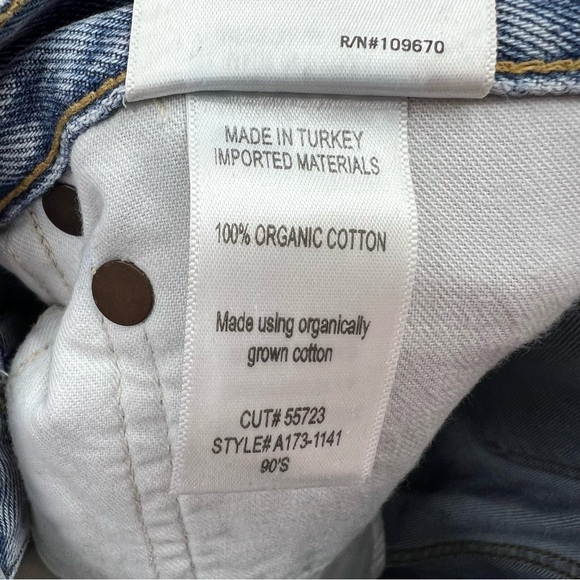 R/N#109670
MADE IN TURKEY
IMPORTED MATERIALS
100% ORGANIC COTTON
Made using organically
grown cotton
CUT# 55723
STYLE# A173-1141
90'S